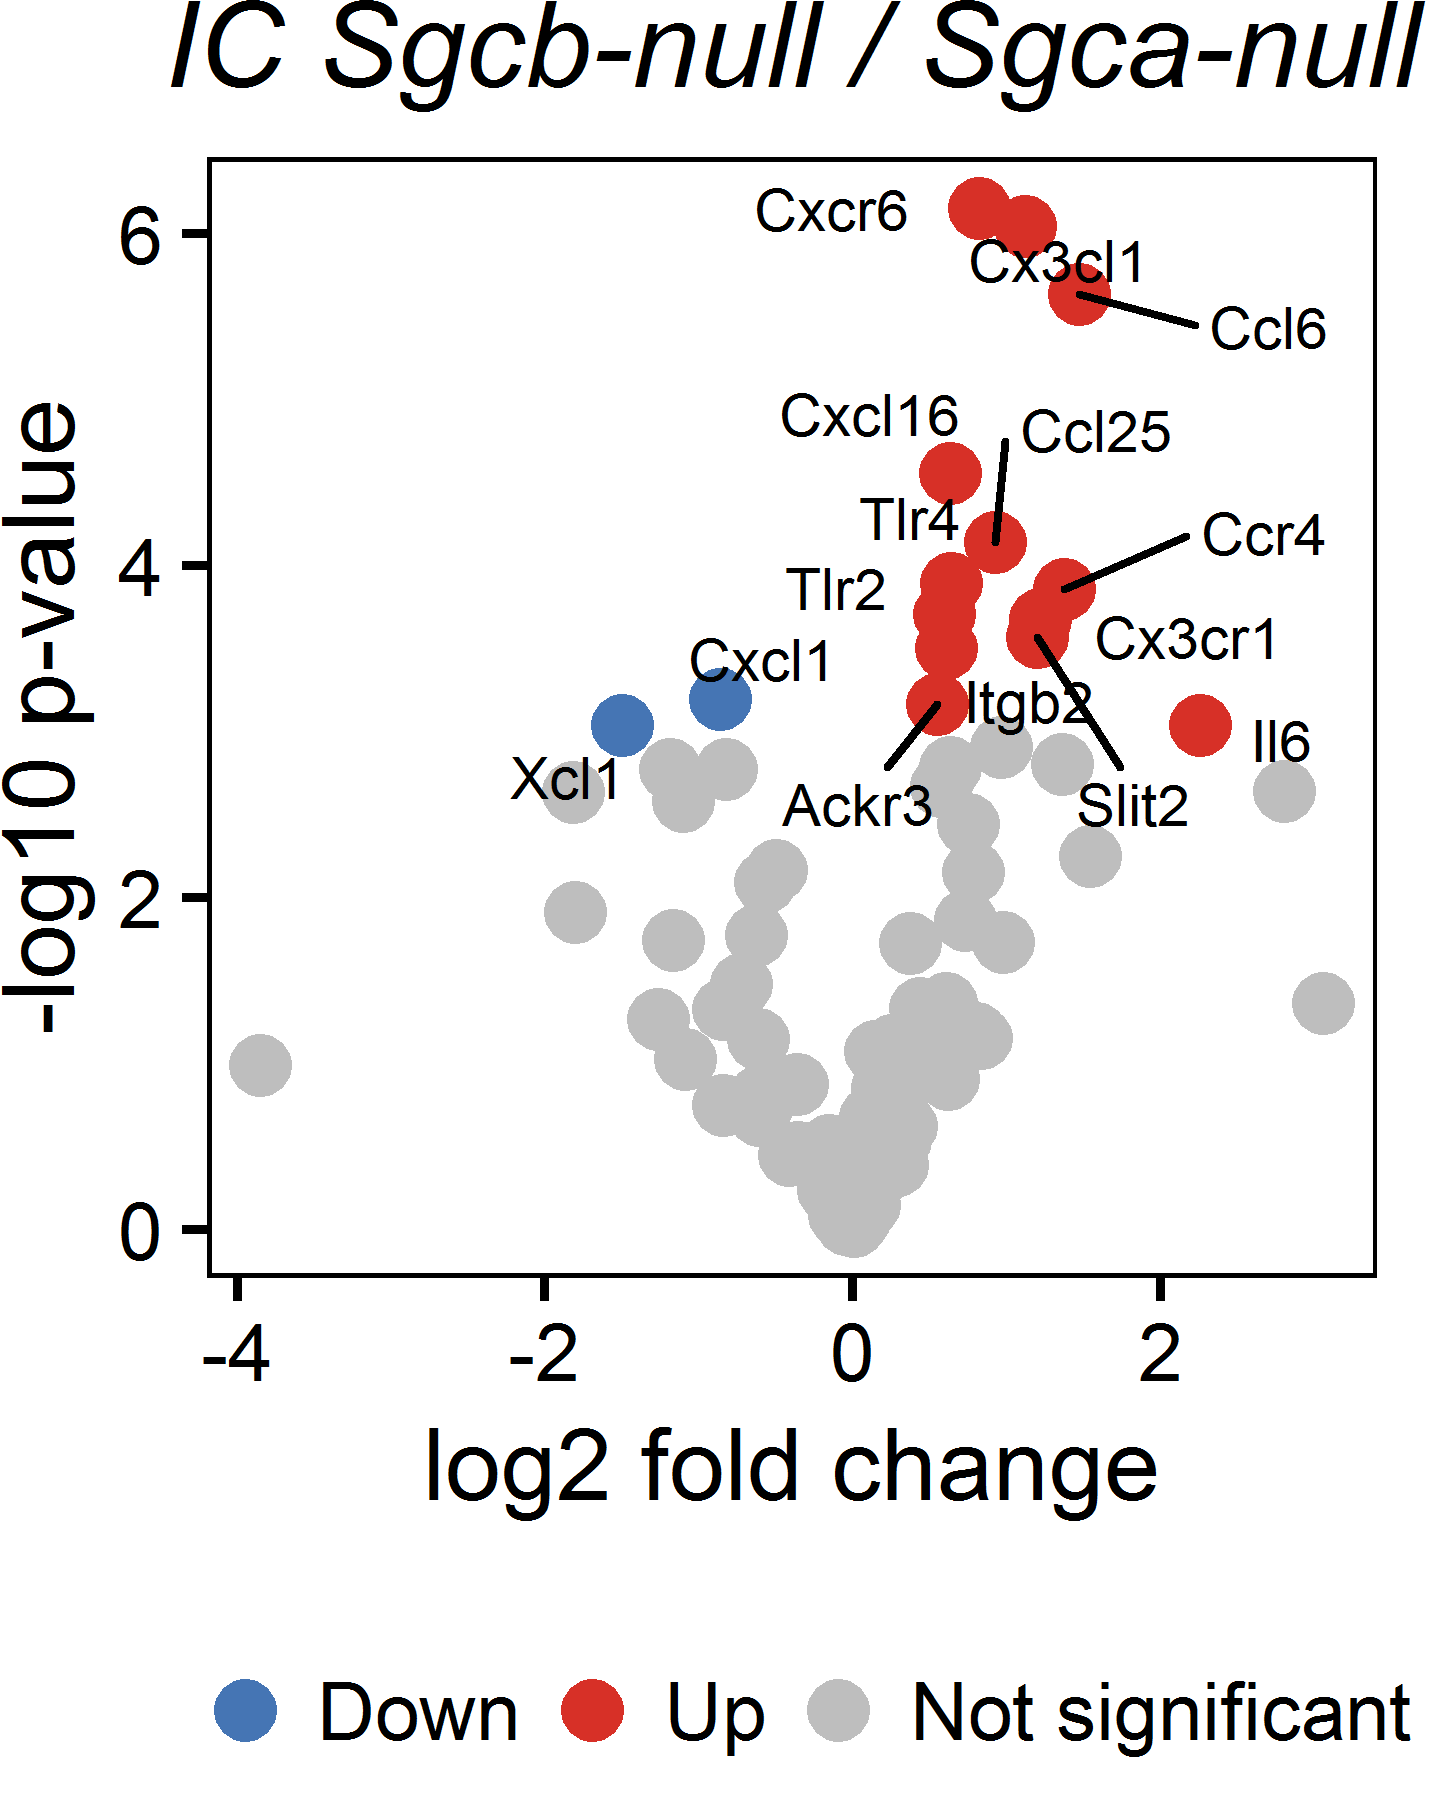 IC Sgcb-null / Sgca-null
-log10 p-value
6
4
2
0
Cxcr6
Cx3cl1
Ccl6
Cxcl16
Ccl25
Tlr4
Ccr4
Tlr2
Cx3cr1
Cxcl1
Itgb2
Il6
Xcl1
Ackr3
Slit2
-4
-2
0
2
log2 fold change
Down
Up
Not significant